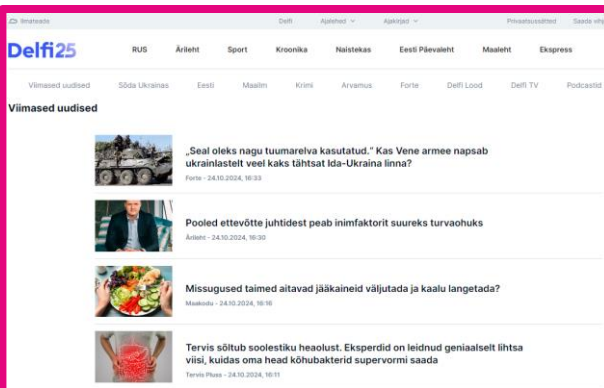 Ilmateade Delfi Ajalehed Ajakirjad Privaatsussätted Saada vihj
Delfi25 RUS Ärileht Sport Kroonika Naistekas Eesti Päevaleht Maaleht Ekspress
Viimased uudised Sõda Ukrainas Eesti Maailm Krimi Arvamus Forte Delfi Lood Delfi TV Podcastid
Viimased uudised
„Seal oleks nagu tuumarelva kasutatud.” Kas Vene armee napsab
ukrainlastelt veel kaks tähtsat Ida-Ukraina linna?
Forte - 24.10.2024, 16:33
Pooled ettevõtte juhtidest peab inimfaktorit suureks turvaohuks
Ärileht - 24.10.2024, 16:30
Missugused taimed aitavad jääkaineid väljutada ja kaalu langetada?
Maakodu - 24.10.2024, 16:16
Tervis sõltub soolestiku heaolust. Eksperdid on leidnud geniaalselt lihtsa
viisi, kuidas oma head kõhubakterid supervormi saada
Tervis Pluss - 24.10.2024, 16:11